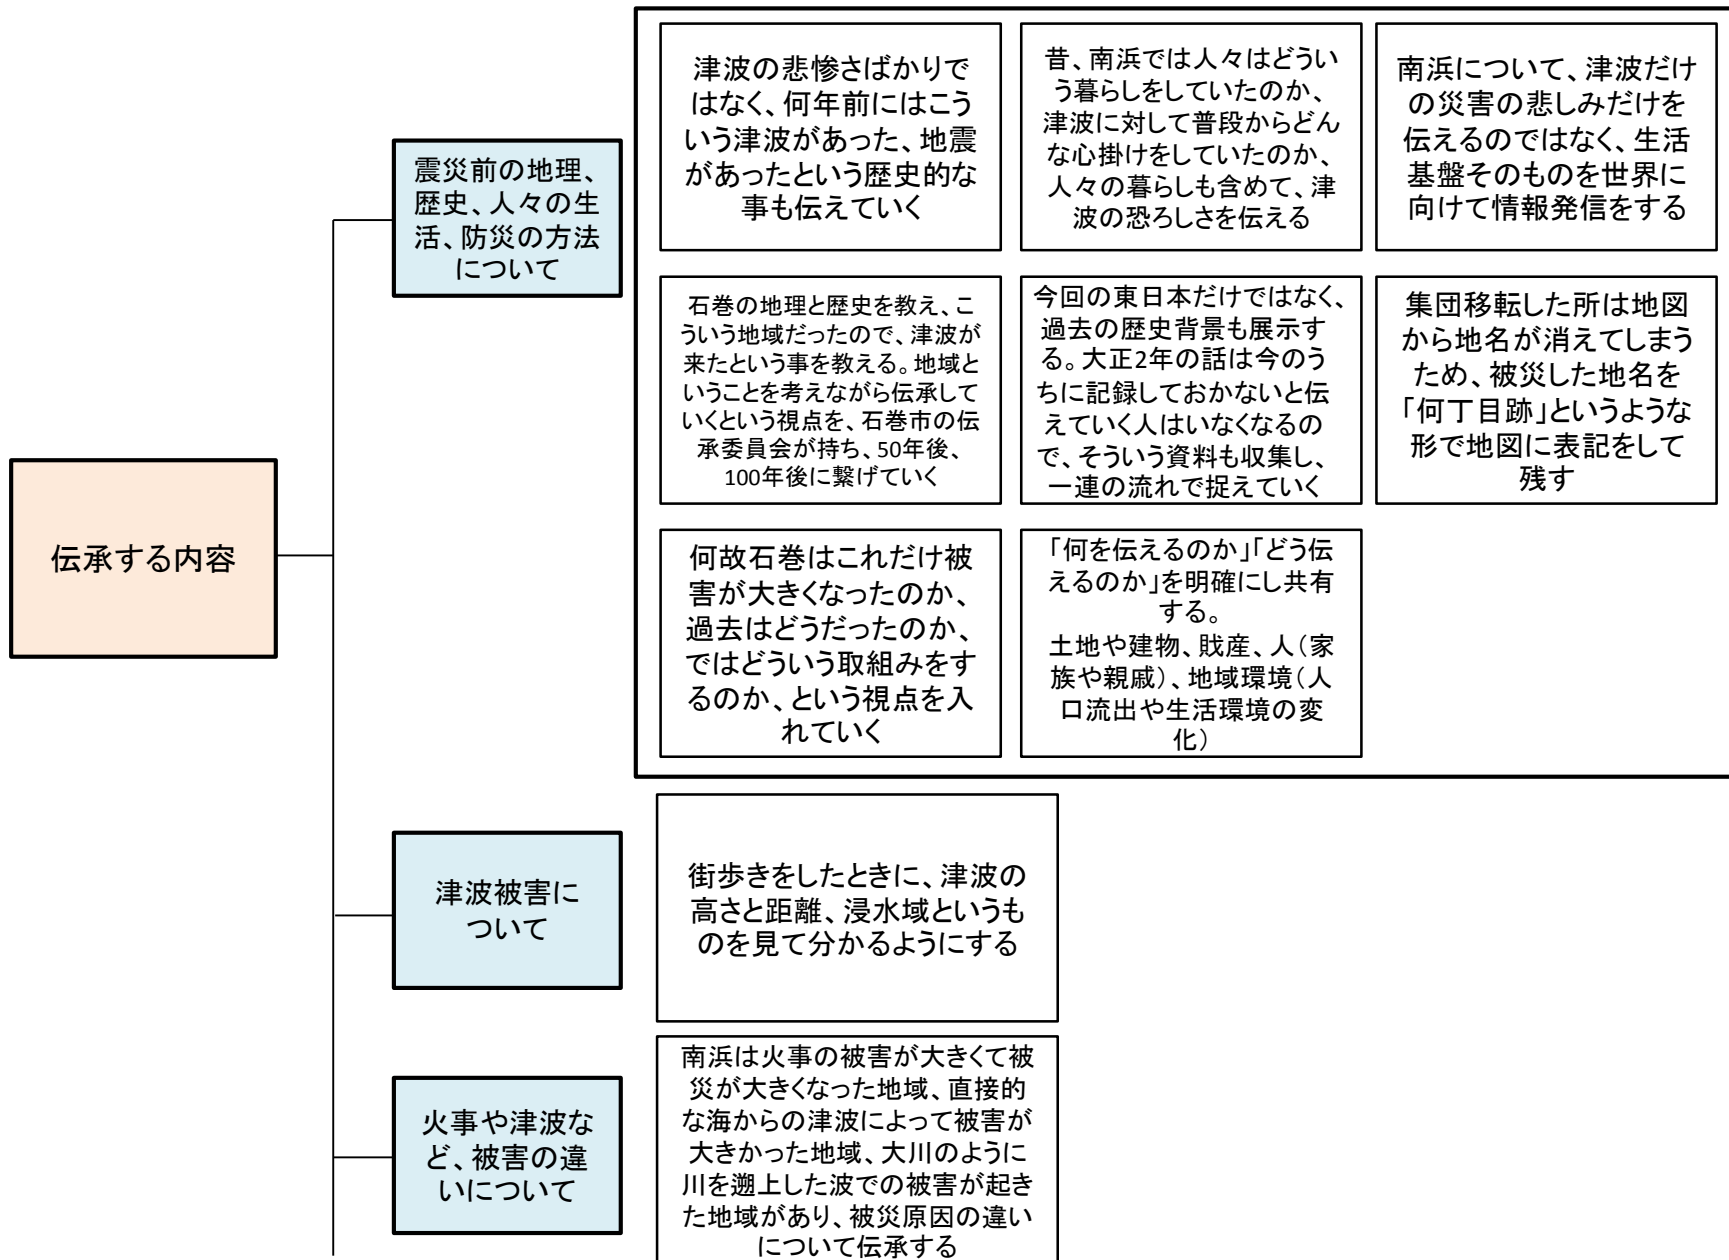 伝承する内容
震災前の地理、
歴史、人々の生
活、防災の方法
について
津波の悲惨さばかりで
はなく、何年前にはこう
いう津波があった、地震
があったという歴史的な
事も伝えていく
昔、南浜では人々はどうい
う暮らしをしていたのか、
津波に対して普段からどん
な心掛けをしていたのか、
人々の暮らしも含めて、津
波の恐ろしさを伝える
南浜について、津波だけ
の災害の悲しみだけを
伝えるのではなく、生活
基盤そのものを世界に
向けて情報発信をする
石巻の地理と歴史を教え、こ
ういう地域だったので、津波が
来たという事を教える。地域と
いうことを考えながら伝承して
いくという視点を、石巻市の伝
承委員会が持ち、50年後、
100年後に繋げていく
今回の東日本だけではなく、
過去の歴史背景も展示す
る。大正2年の話は今のう
ちに記録しておかないと伝
えていく人はいなくなるの
で、そういう資料も収集し、
一連の流れで捉えていく
集団移転した所は地図
から地名が消えてしまう
ため、被災した地名を
「何丁目跡」というような
形で地図に表記をして
残す
何故石巻はこれだけ被
害が大きくなったのか、
過去はどうだったのか、
ではどういう取組みをす
るのか、という視点を入
れていく
「何を伝えるのか」「どう伝
えるのか」を明確にし共有
する。
土地や建物、財産、人（家
族や親戚）、地域環境（人
口流出や生活環境の変
化）
津波被害に
ついて
街歩きをしたときに、津波の
高さと距離、浸水域というも
のを見て分かるようにする
火事や津波な
ど、被害の違
いについて
南浜は火事の被害が大きくて被
災が大きくなった地域、直接的
な海からの津波によって被害が
大きかった地域、大川のように
川を遡上した波での被害が起き
た地域があり、被災原因の違い
について伝承する